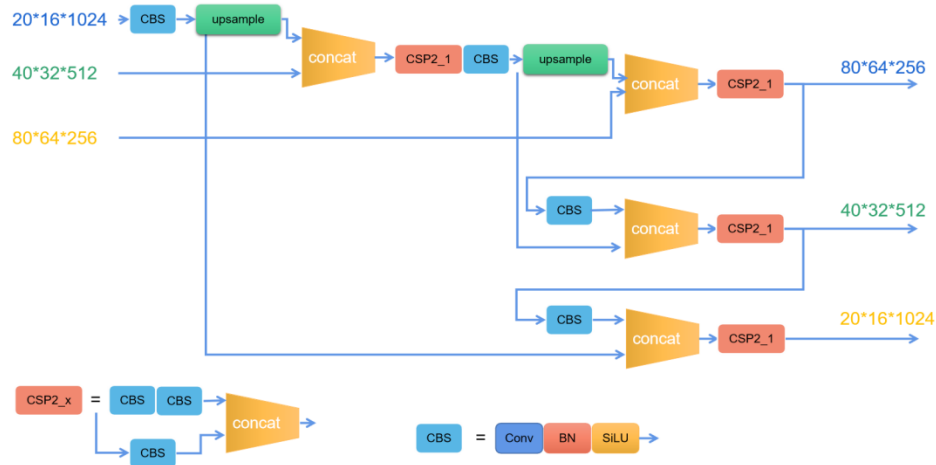 20*16*1024
CBS
upsample
40*32*512
concat
CSP2_1
CBS
upsample
concat
CSP2_1
80*64*256
80*64*256
CBS
concat
CSP2_1
40*32*512
CBS
concat
CSP2_1
20*16*1024
CSP2_x = CBS CBS
concat
CBS
CBS = Conv BN SiLU